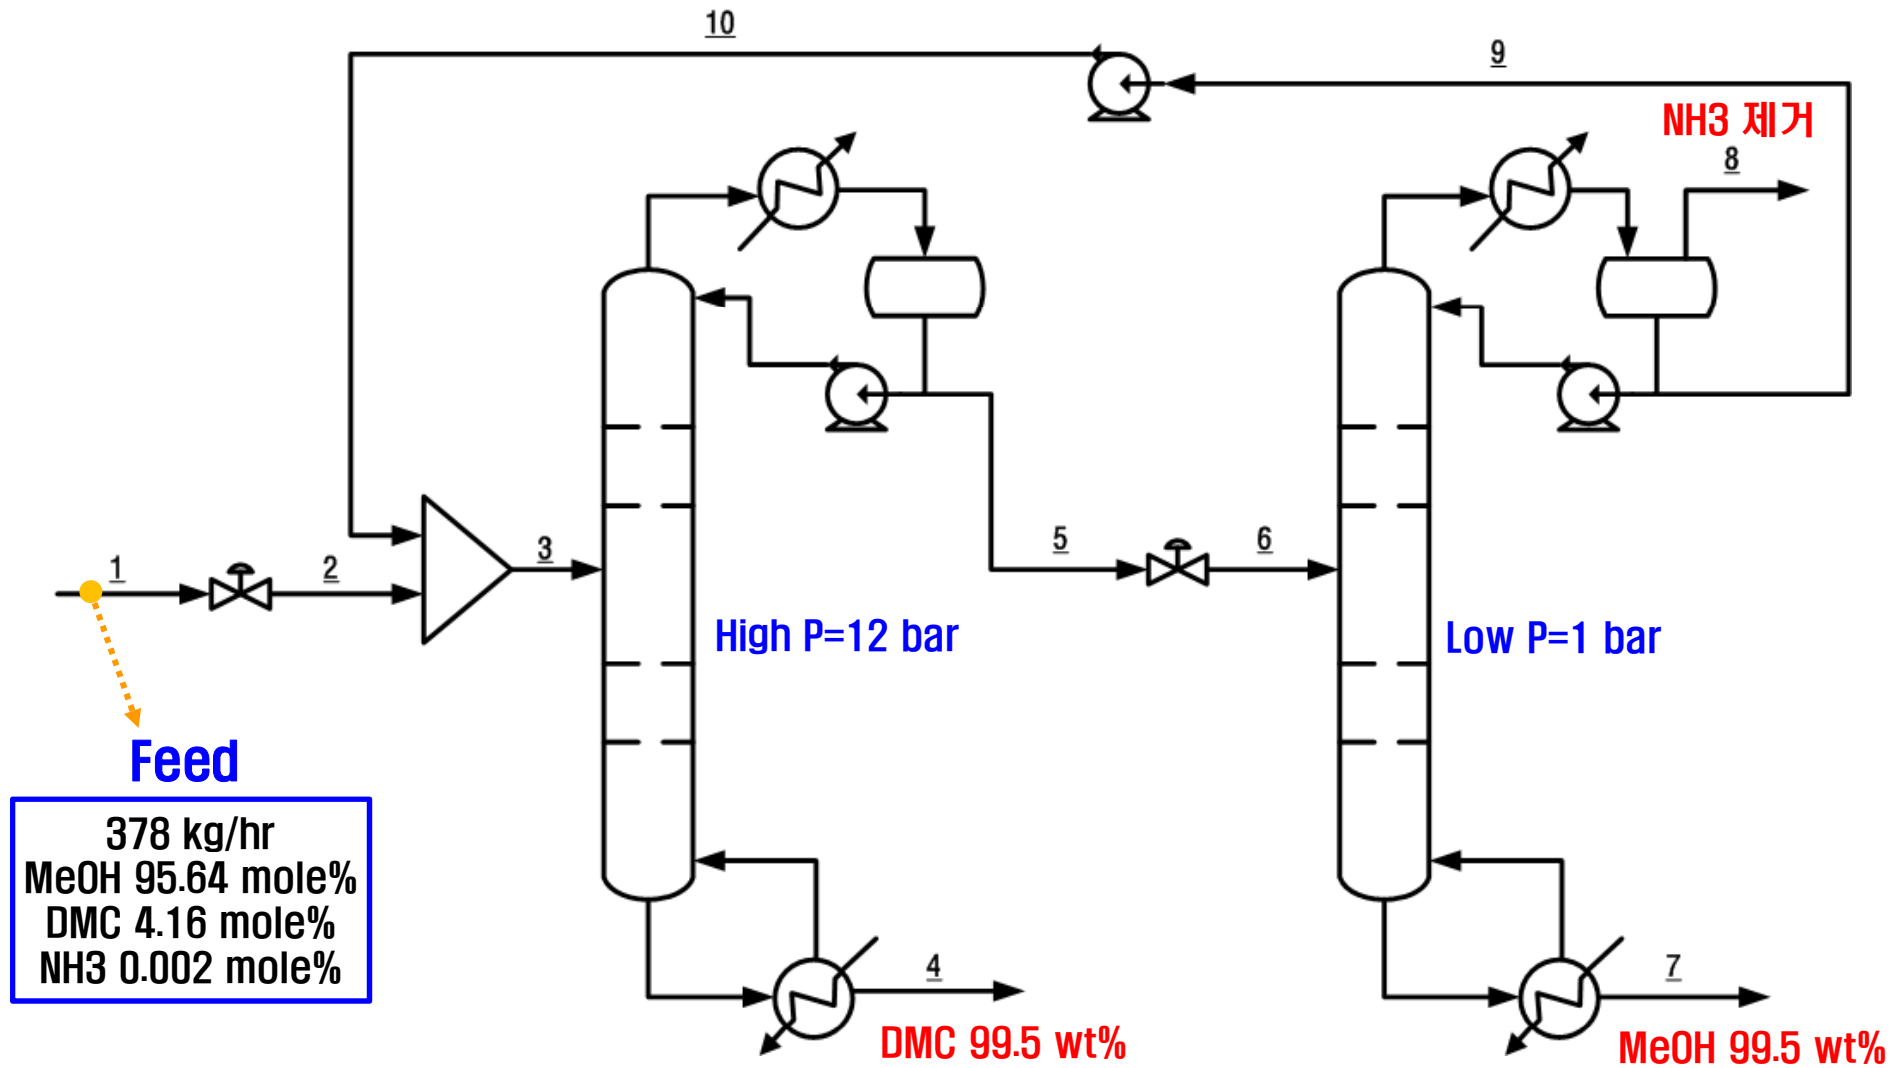 10
9
NH3 제거
8
1
2
3
5
6
High P=12 bar
Low P=1 bar
Feed
378 kg/hr
MeOH 95.64 mole%
DMC 4.16 mole%
NH3 0.002 mole%
4
7
DMC 99.5 wt%
MeOH 99.5 wt%